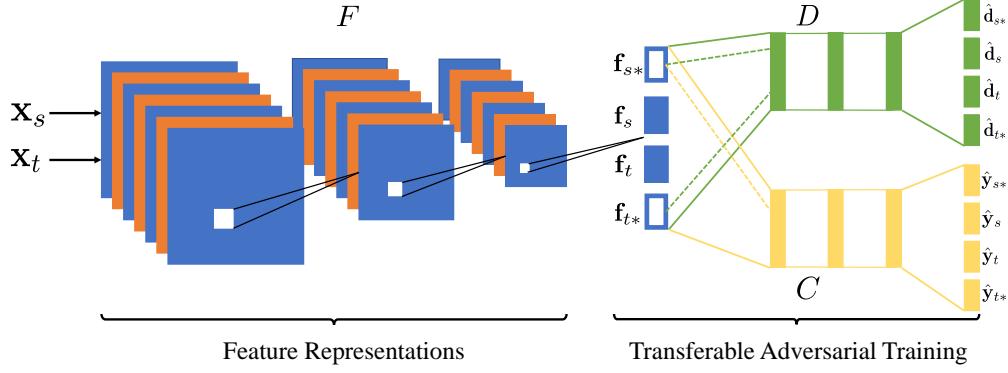 F
D
x_s
x_t
f_{s*}
f_s
f_t
f_{t*}
d̂_{s*}
d̂_s
d̂_t
d̂_{t*}
ŷ_{s*}
ŷ_s
ŷ_t
ŷ_{t*}
C
Feature Representations
Transferable Adversarial Training